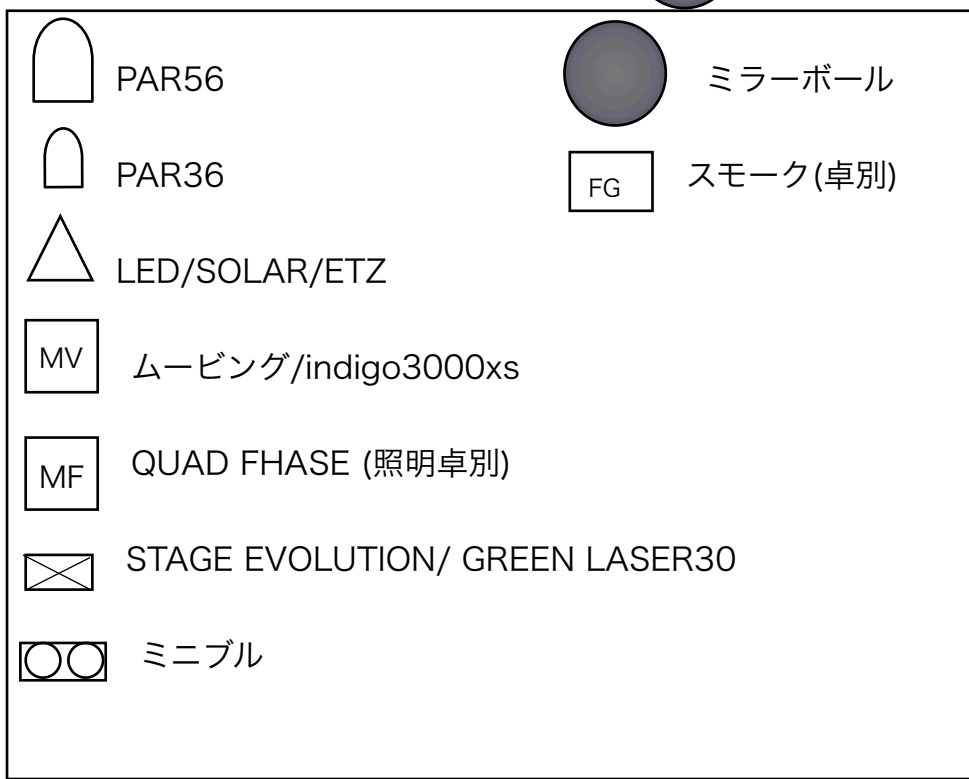 PAR56
ミラーボール
PAR36
FG
スモーク(卓別)
LED/SOLAR/ETZ
MV
ムービング/indigo3000xs
MF
QUAD FHASE (照明卓別)
STAGE EVOLUTION/ GREEN LASER30
ミニブル